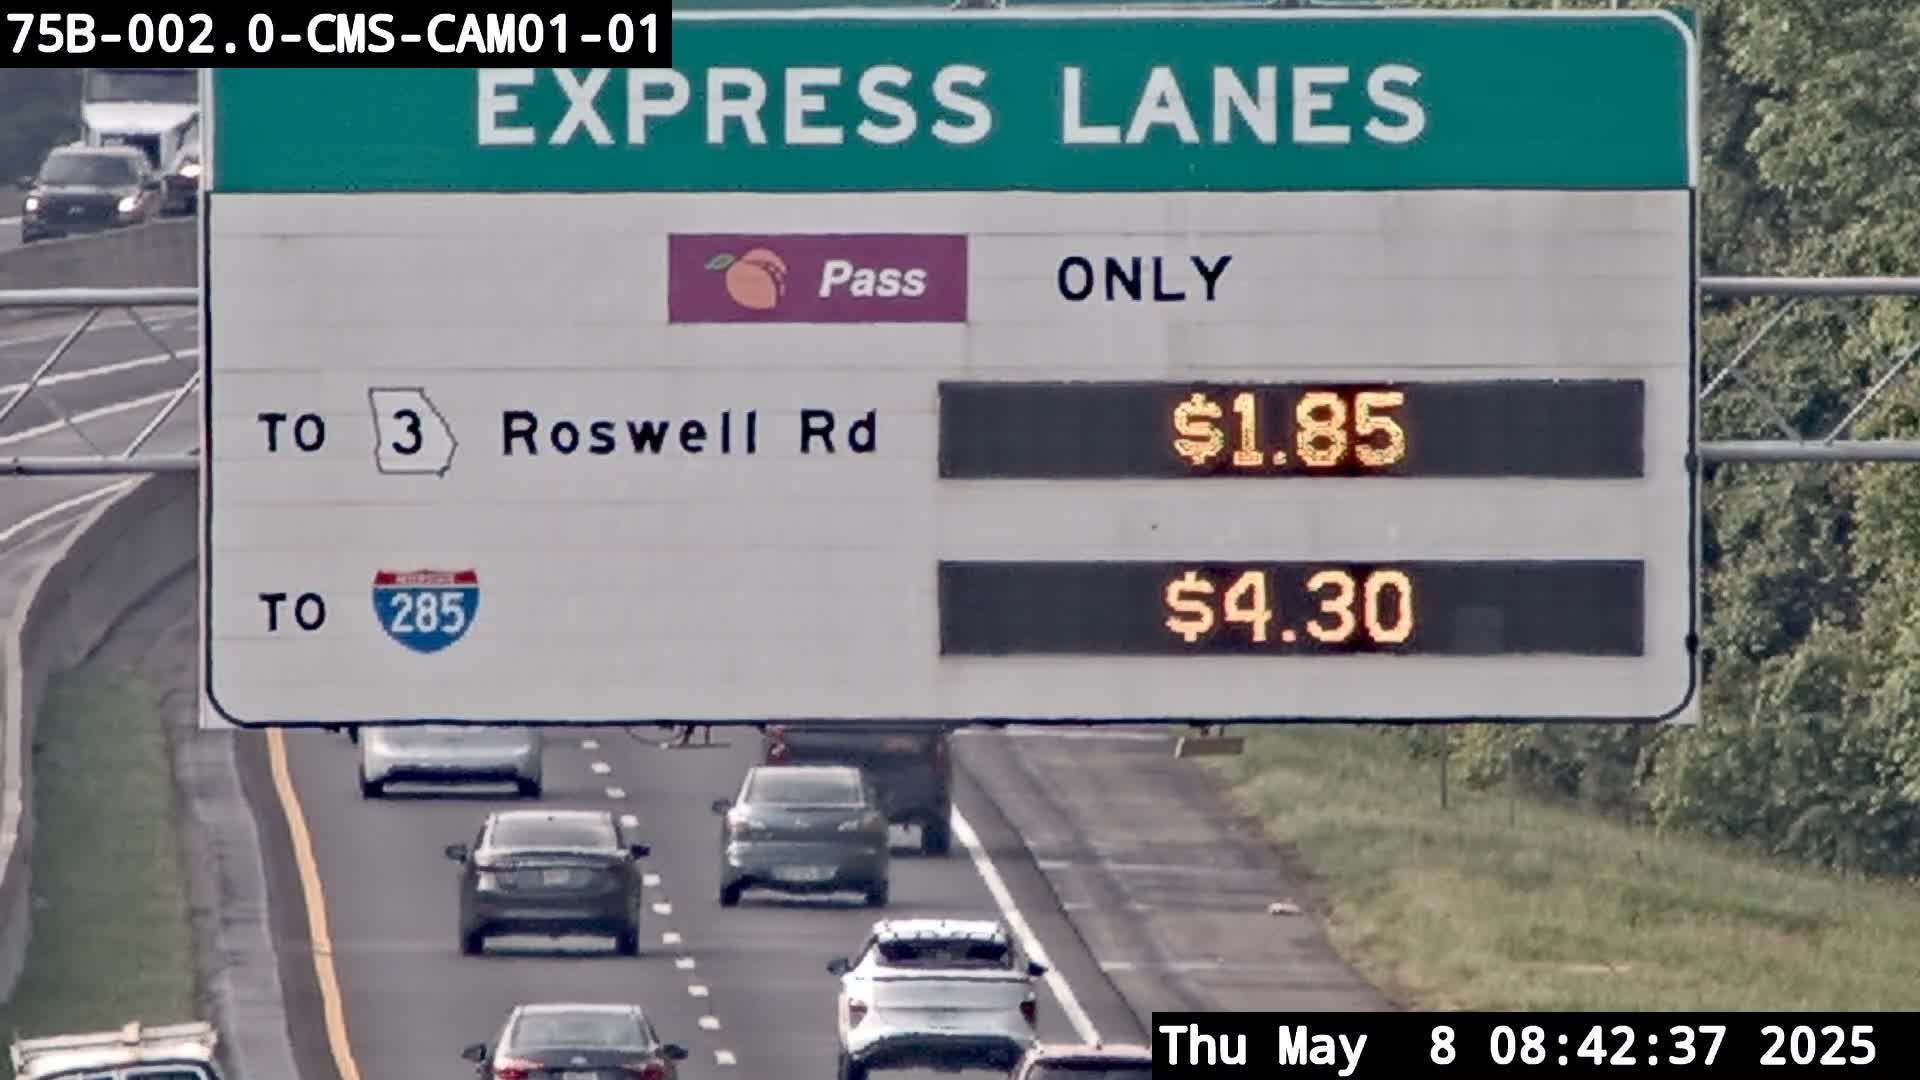 75B-002.0-CMS-CAM01-01
EXPRESS LANES
Pass ONLY
TO 3 Roswell Rd $1.85
TO INTERSTATE 285 $4.30
Thu May 8 08:42:37 2025